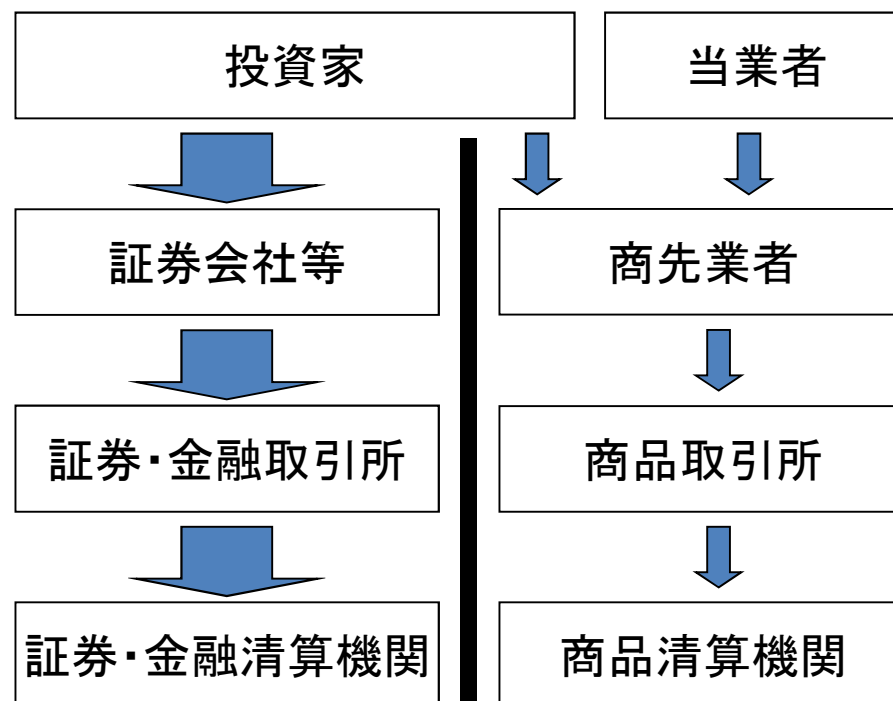 投資家
当業者
証券会社等
商先業者
証券・金融取引所
商品取引所
証券・金融清算機関
商品清算機関